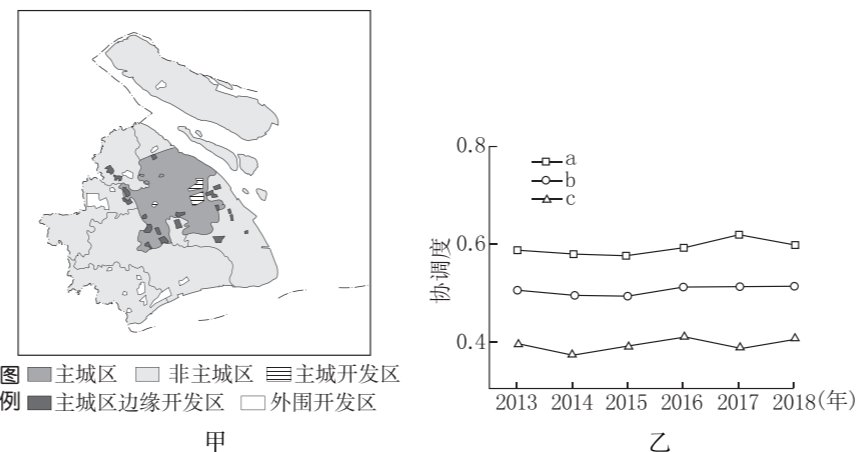 图例
主城区 非主城区 主城开发区
主城区边缘开发区 外围开发区
甲
协调度
0.8
0.6
0.4
a
b
c
2013 2014 2015 2016 2017 2018(年)
乙